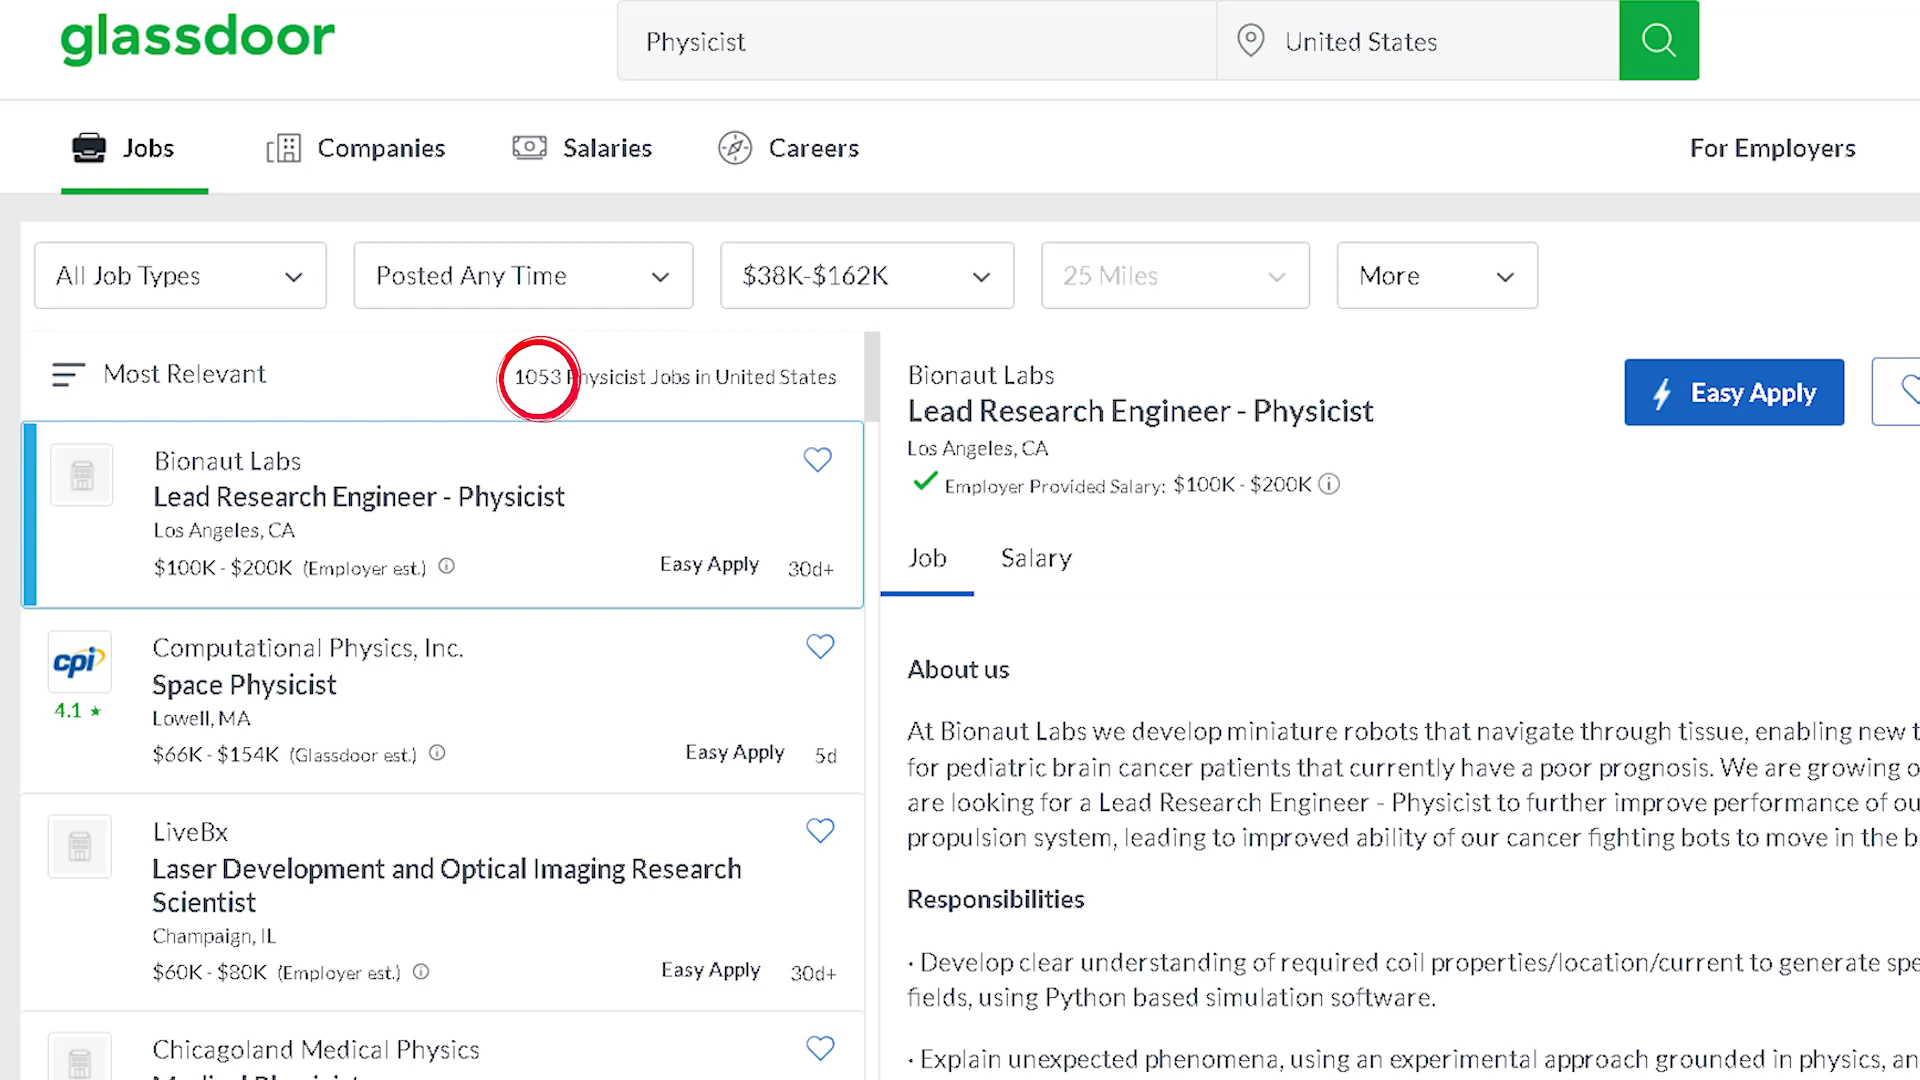 glassdoor
Physicist
United States
Jobs
Companies
Salaries
Careers
For Employers
All Job Types
Posted Any Time
$38K-$162K
25 Miles
More
Most Relevant
1053 Physicist Jobs in United States
Bionaut Labs
Lead Research Engineer - Physicist
Los Angeles, CA
$100K - $200K (Employer est.)
Easy Apply
30d+
cpi
Computational Physics, Inc.
Space Physicist
4.1 ★
Lowell, MA
$66K - $154K (Glassdoor est.)
Easy Apply
5d
LiveBx
Laser Development and Optical Imaging Research
Scientist
Champaign, IL
$60K - $80K (Employer est.)
Easy Apply
30d+
Chicagoland Medical Physics
Medical Physicist
Bionaut Labs
Lead Research Engineer - Physicist
Los Angeles, CA
Employer Provided Salary: $100K - $200K
Easy Apply
Job
Salary
About us
At Bionaut Labs we develop miniature robots that navigate through tissue, enabling new t
for pediatric brain cancer patients that currently have a poor prognosis. We are growing o
are looking for a Lead Research Engineer - Physicist to further improve performance of ou
propulsion system, leading to improved ability of our cancer fighting bots to move in the b
Responsibilities
· Develop clear understanding of required coil properties/location/current to generate spe
fields, using Python based simulation software.
· Explain unexpected phenomena, using an experimental approach grounded in physics, an